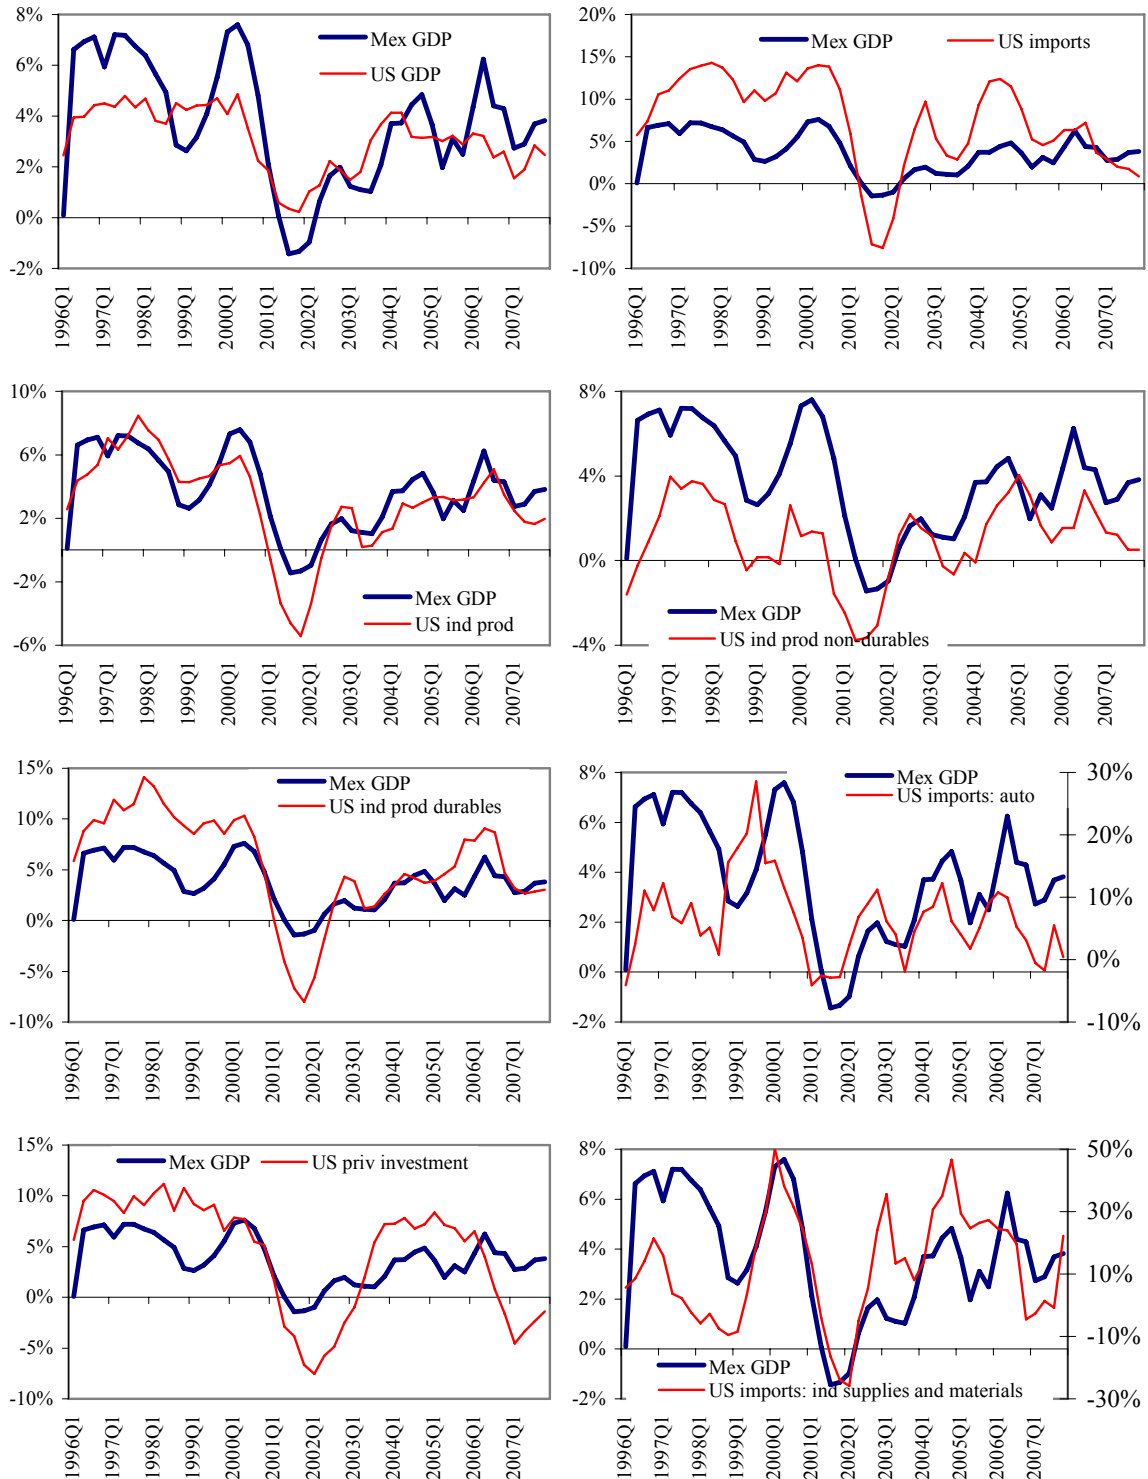 8%
6%
4%
2%
0%
-2%
Mex GDP
US GDP
1996Q1
1997Q1
1998Q1
1999Q1
2000Q1
2001Q1
2002Q1
2003Q1
2004Q1
2005Q1
2006Q1
2007Q1
20%
15%
10%
5%
0%
-5%
-10%
Mex GDP
US imports
1996Q1
1997Q1
1998Q1
1999Q1
2000Q1
2001Q1
2002Q1
2003Q1
2004Q1
2005Q1
2006Q1
2007Q1
10%
6%
2%
-2%
-6%
Mex GDP
US ind prod
1996Q1
1997Q1
1998Q1
1999Q1
2000Q1
2001Q1
2002Q1
2003Q1
2004Q1
2005Q1
2006Q1
2007Q1
8%
4%
0%
-4%
Mex GDP
US ind prod non-durables
1996Q1
1997Q1
1998Q1
1999Q1
2000Q1
2001Q1
2002Q1
2003Q1
2004Q1
2005Q1
2006Q1
2007Q1
15%
10%
5%
0%
-5%
-10%
Mex GDP
US ind prod durables
1996Q1
1997Q1
1998Q1
1999Q1
2000Q1
2001Q1
2002Q1
2003Q1
2004Q1
2005Q1
2006Q1
2007Q1
8%
6%
4%
2%
0%
-2%
Mex GDP
US imports: auto
30%
20%
10%
0%
-10%
1996Q1
1997Q1
1998Q1
1999Q1
2000Q1
2001Q1
2002Q1
2003Q1
2004Q1
2005Q1
2006Q1
2007Q1
15%
10%
5%
0%
-5%
-10%
Mex GDP
US priv investment
1996Q1
1997Q1
1998Q1
1999Q1
2000Q1
2001Q1
2002Q1
2003Q1
2004Q1
2005Q1
2006Q1
2007Q1
8%
6%
4%
2%
0%
-2%
Mex GDP
US imports: ind supplies and materials
50%
30%
10%
-10%
-30%
1996Q1
1997Q1
1998Q1
1999Q1
2000Q1
2001Q1
2002Q1
2003Q1
2004Q1
2005Q1
2006Q1
2007Q1